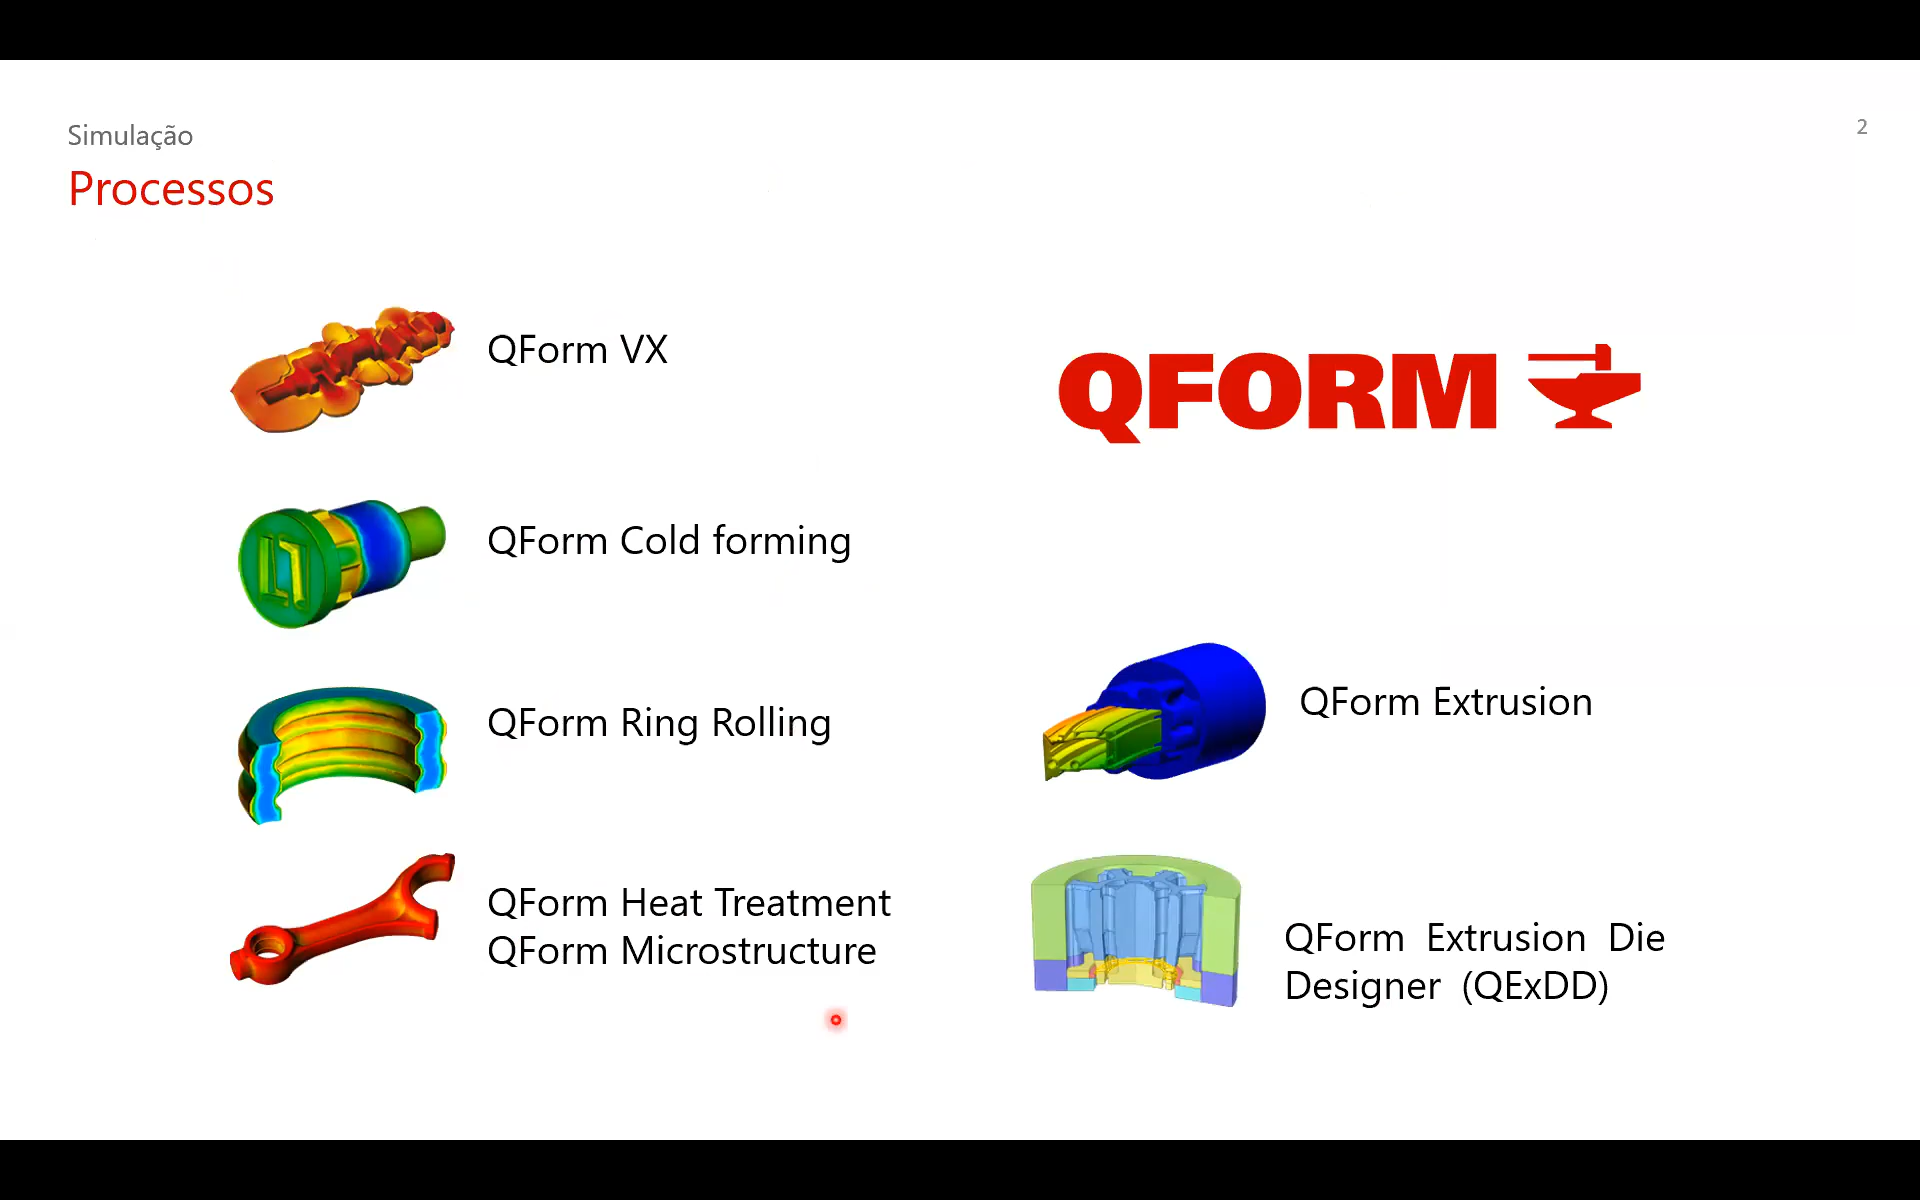 Simulação
2
Processos
QForm VX
QFORM
QForm Cold forming
QForm Ring Rolling
QForm Heat Treatment
QForm Microstructure
QForm Extrusion
QForm Extrusion Die
Designer (QExDD)